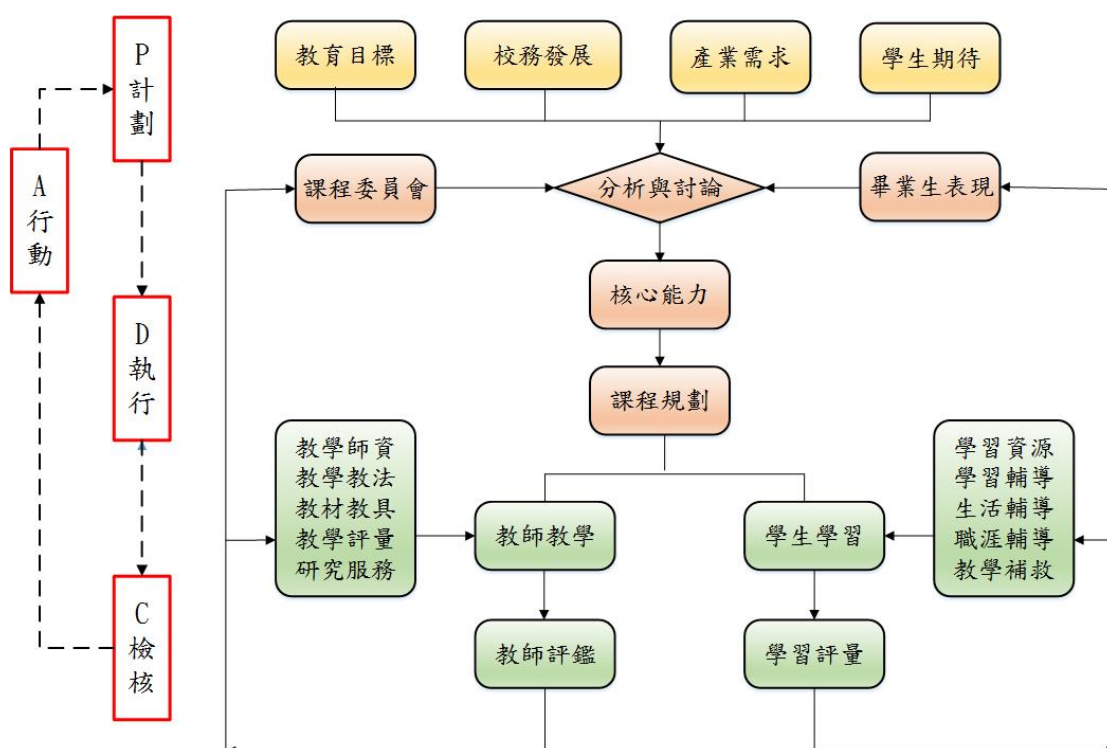 P
計
劃
A
行
動
D
執
行
C
檢
核
教育目標
校務發展
產業需求
學生期待
課程委員會
分析與討論
畢業生表現
核心能力
課程規劃
教學師資
教學教法
教材教具
教學評量
研究服務
教師教學
學生學習
學習資源
學習輔導
生活輔導
職涯輔導
教學補救
教師評鑑
學習評量